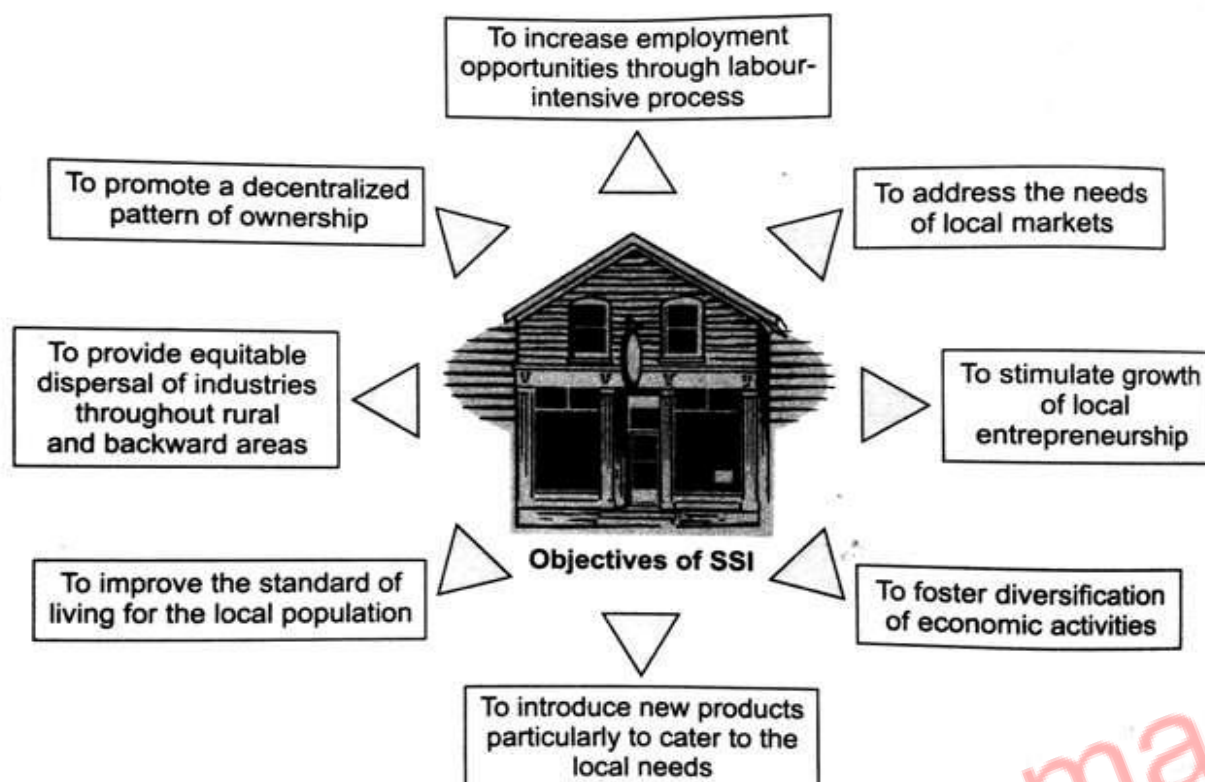 To increase employment
opportunities through labour-
intensive process
To promote a decentralized
pattern of ownership
To address the needs
of local markets
To provide equitable
dispersal of industries
throughout rural
and backward areas
To stimulate growth
of local
entrepreneurship
Objectives of SSI
To improve the standard of
living for the local population
To foster diversification
of economic activities
To introduce new products
particularly to cater to the
local needs